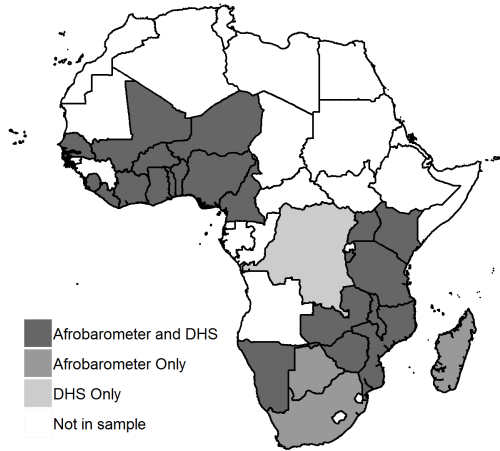 Afrobarometer and DHS
Afrobarometer Only
DHS Only
Not in sample